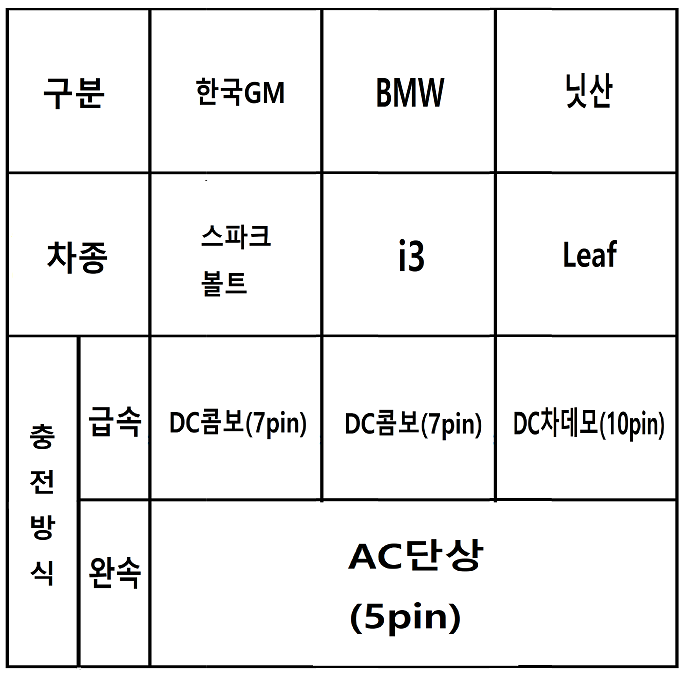 구분 한국GM BMW 닛산
차종 스파크 볼트 i3 Leaf
충전방식 급속 DC콤보(7pin) DC콤보(7pin) DC차데모(10pin)
완속 AC단상
(5pin)